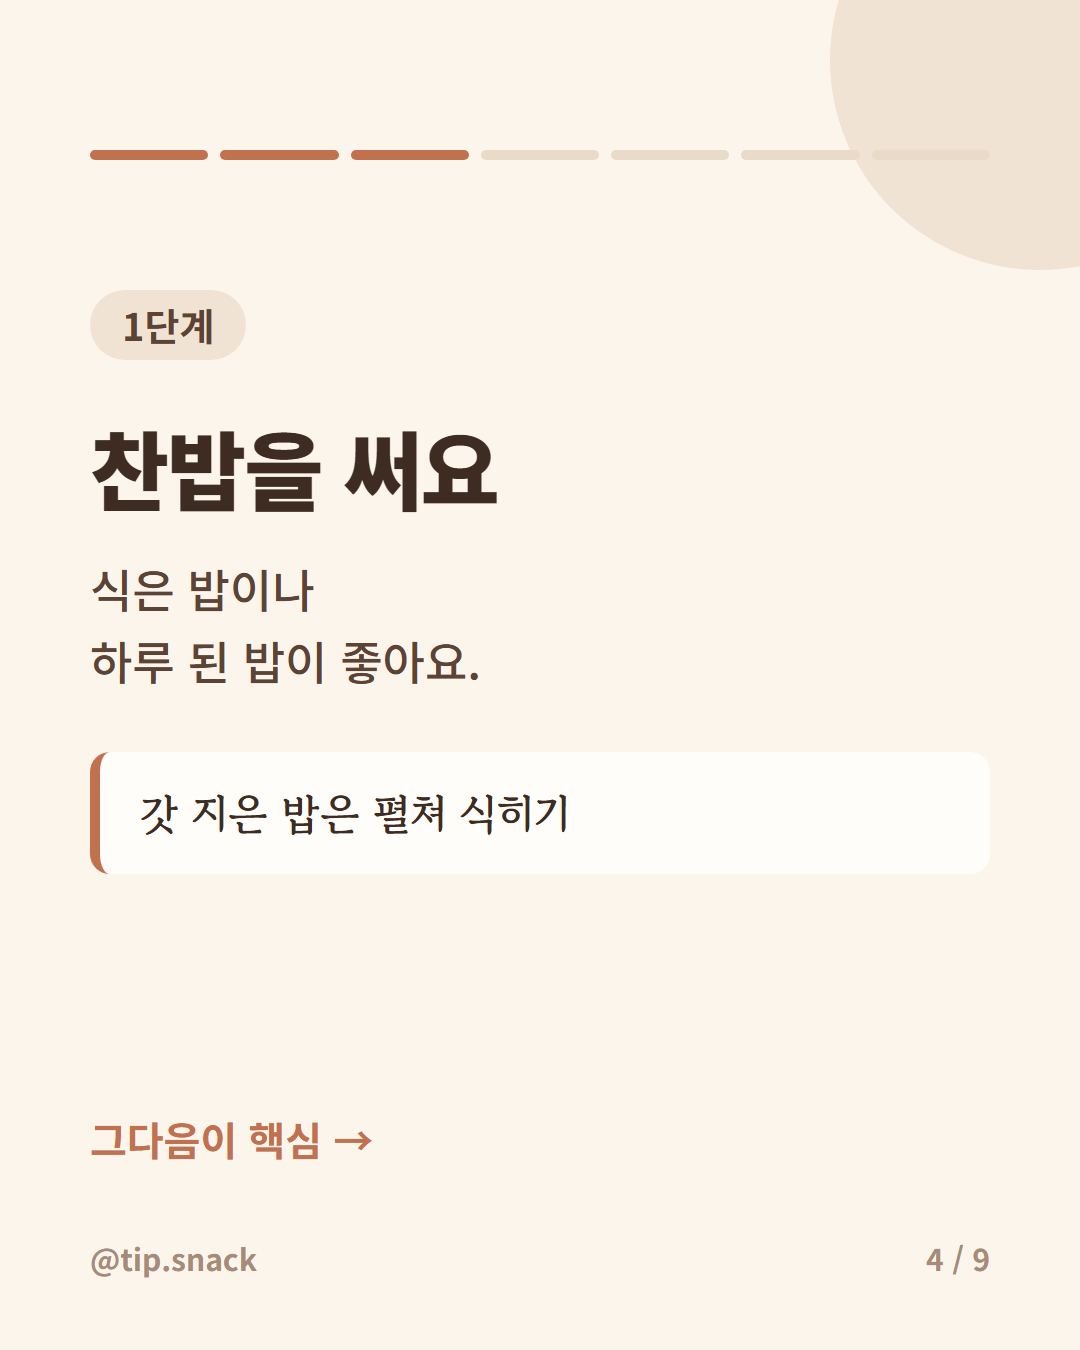 1단계
찬밥을 써요
식은 밥이나
하루 된 밥이 좋아요.
갓 지은 밥은 펼쳐 식히기
그다음이 핵심 →
@tip.snack
4 / 9